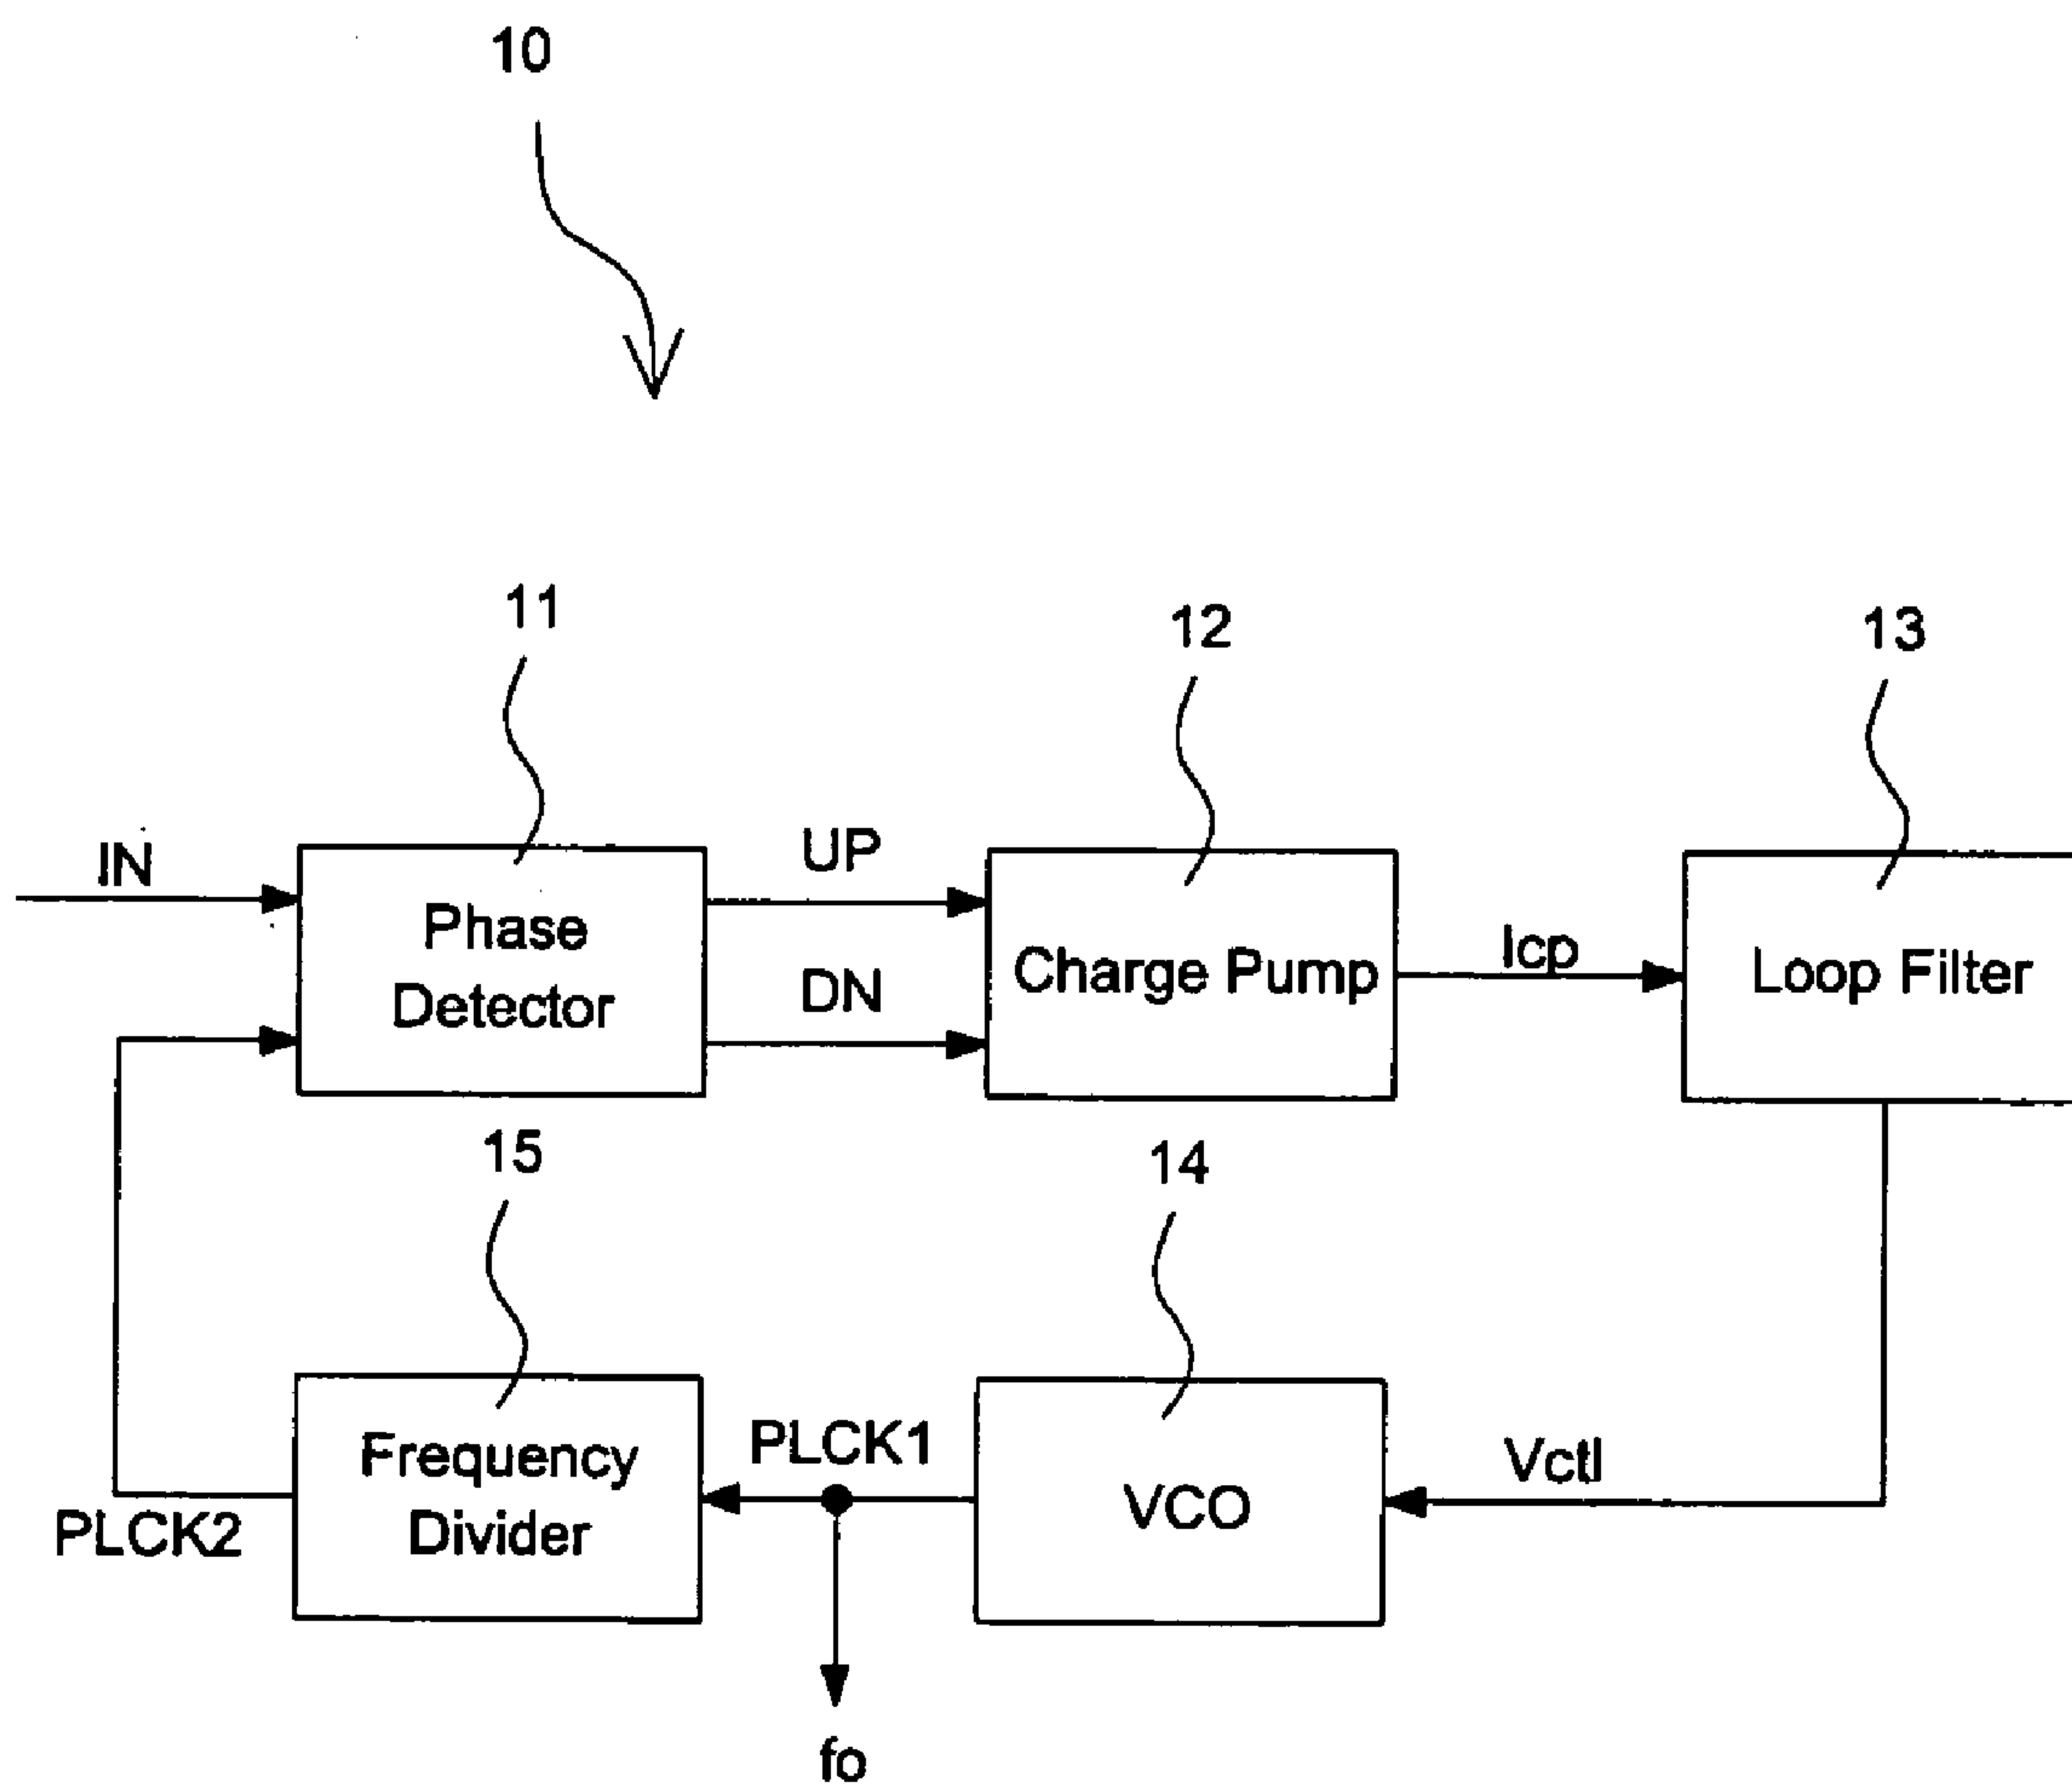 10
11
12
13
IN
UP
Phase
Detector
DN
Charge Pump
Icp
Loop Filter
15
14
PLCK1
Vctl
Frequency
Divider
VCO
PLCK2
fo